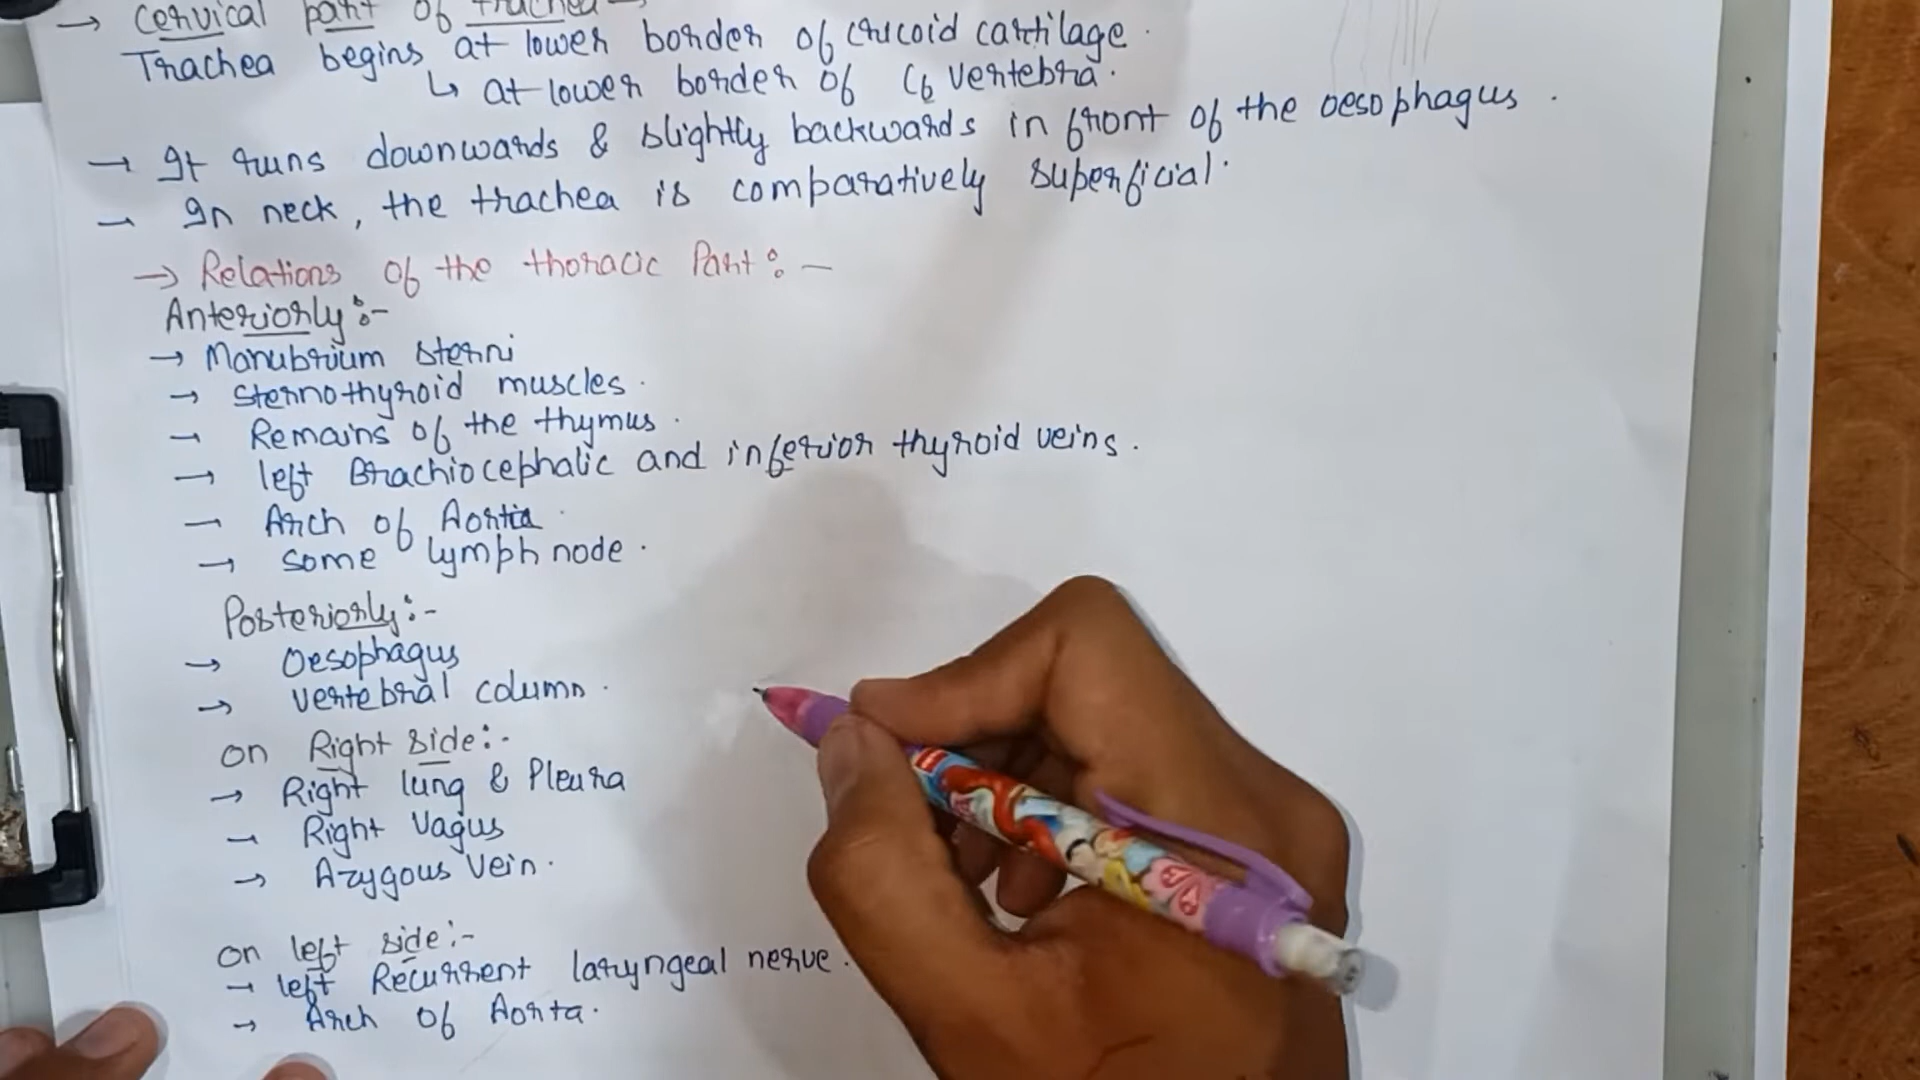 → Cervical part of trachea
Trachea begins at lower border of cricoid cartilage.
↳ at lower border of C6 vertebra.
→ It runs downwards & slightly backwards in front of the oesophagus.
→ In neck, the trachea is comparatively superficial.
→ Relations of the thoracic Part :-
Anteriorly :-
→ Manubrium sterni
→ Sternothyroid muscles.
→ Remains of the thymus.
→ left Brachiocephalic and inferior thyroid veins.
→ Arch of Aorta.
→ some lymph node.
Posteriorly :-
→ Oesophagus
→ Vertebral column.
on Right side :-
→ Right lung & Pleura
→ Right Vagus
→ Azygous Vein.
on left side :-
→ left Recurrent laryngeal nerve.
→ Arch of Aorta.